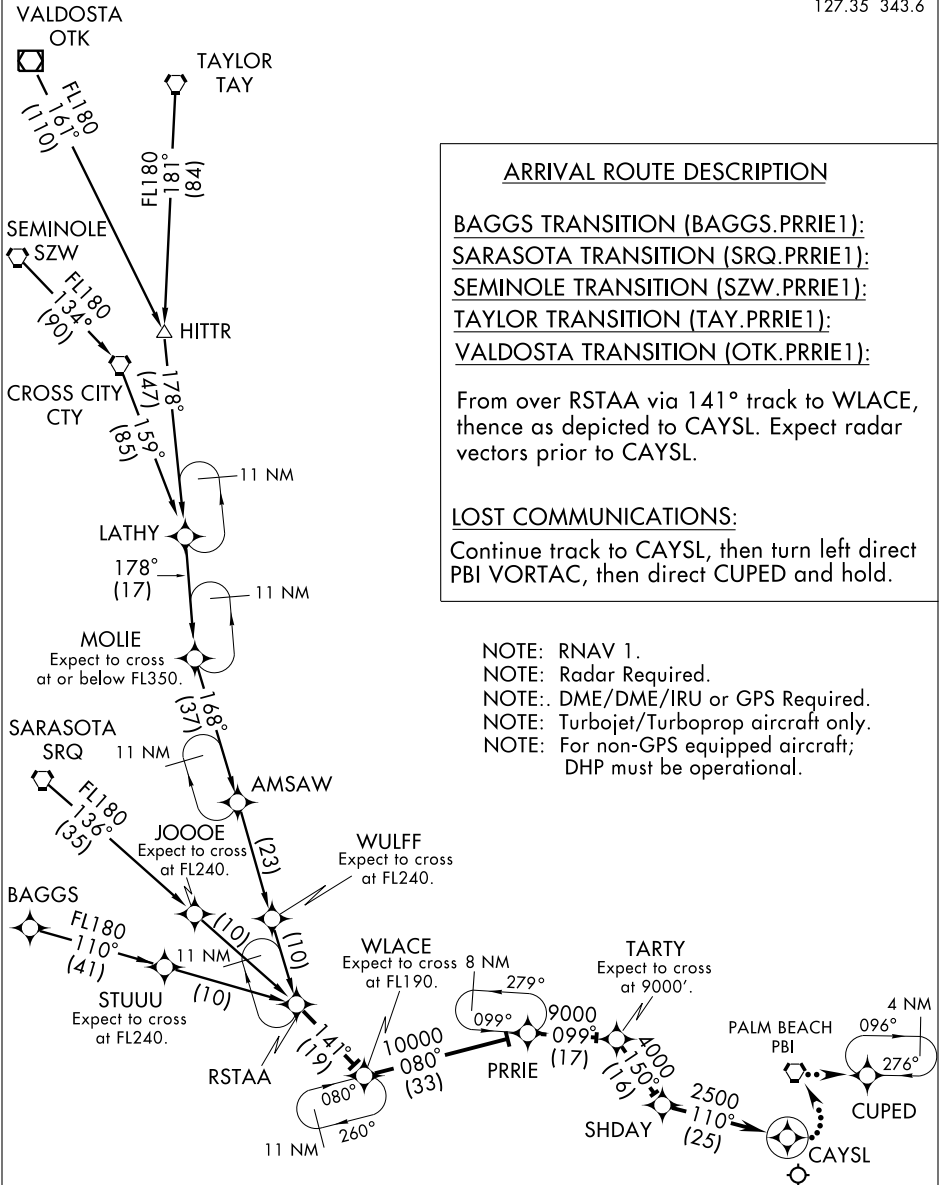 127.35 343.6
VALDOSTA
OTK
TAYLOR
TAY
FL180
161°
(110)
FL180
181°
(84)
SEMINOLE
SZW
FL180
134°
(90)
HITTR
CROSS CITY
CTY
178°
(47)
159°
(85)
11 NM
LATHY
178°
(17)
11 NM
MOLIE
Expect to cross
at or below FL350.
168°
(37)
SARASOTA
SRQ
11 NM
AMSAW
FL180
136°
(35)
JOOOE
Expect to cross
at FL240.
(23)
WULFF
Expect to cross
at FL240.
BAGGS
FL180
110°
(41)
(10)
(10)
11 NM
STUUU
Expect to cross
at FL240.
(10)
RSTAA
141°
(19)
WLACE
Expect to cross
at FL190.
080°
260°
11 NM
10000
080°
(33)
8 NM
279°
099°
PRRIE
9000
099°
(17)
TARTY
Expect to cross
at 9000'.
4000
150°
(16)
SHDAY
2500
110°
(25)
CAYSL
PALM BEACH
PBI
4 NM
096°
276°
CUPED
ARRIVAL ROUTE DESCRIPTION
BAGGS TRANSITION (BAGGS.PRRIE1):
SARASOTA TRANSITION (SRQ.PRRIE1):
SEMINOLE TRANSITION (SZW.PRRIE1):
TAYLOR TRANSITION (TAY.PRRIE1):
VALDOSTA TRANSITION (OTK.PRRIE1):
From over RSTAA via 141° track to WLACE,
thence as depicted to CAYSL. Expect radar
vectors prior to CAYSL.
LOST COMMUNICATIONS:
Continue track to CAYSL, then turn left direct
PBI VORTAC, then direct CUPED and hold.
NOTE: RNAV 1.
NOTE: Radar Required.
NOTE:. DME/DME/IRU or GPS Required.
NOTE: Turbojet/Turboprop aircraft only.
NOTE: For non-GPS equipped aircraft;
DHP must be operational.